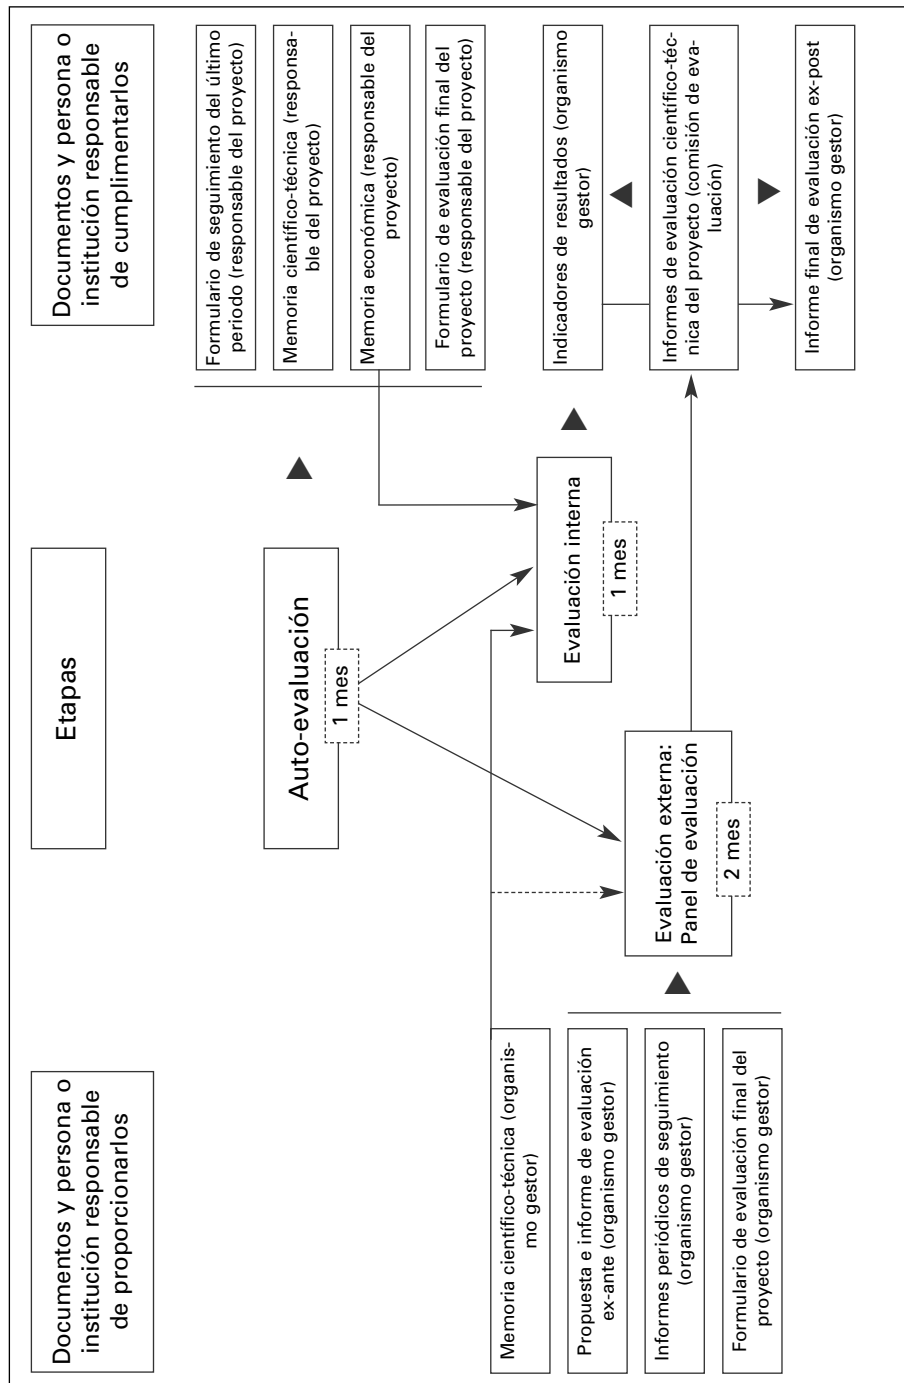 Documentos y persona o
institución responsable
de proporcionarlos
Etapas
Documentos y persona o
institución responsable
de cumplimentarlos
Auto-evaluación
1 mes
Formulario de seguimiento del último
periodo (responsable del proyecto)
Memoria científico-técnica (responsa-
ble del proyecto)
Memoria económica (responsable del
proyecto)
Formulario de evaluación final del
proyecto (responsable del proyecto)
Memoria científico-técnica (organis-
mo gestor)
Propuesta e informe de evaluación
ex-ante (organismo gestor)
Informes periódicos de seguimiento
(organismo gestor)
Formulario de evaluación final del
proyecto (organismo gestor)
Evaluación interna
1 mes
Evaluación externa:
Panel de evaluación
2 mes
Indicadores de resultados (organismo
gestor)
Informes de evaluación científico-téc-
nica del proyecto (comisión de eva-
luación)
Informe final de evaluación ex-post
(organismo gestor)